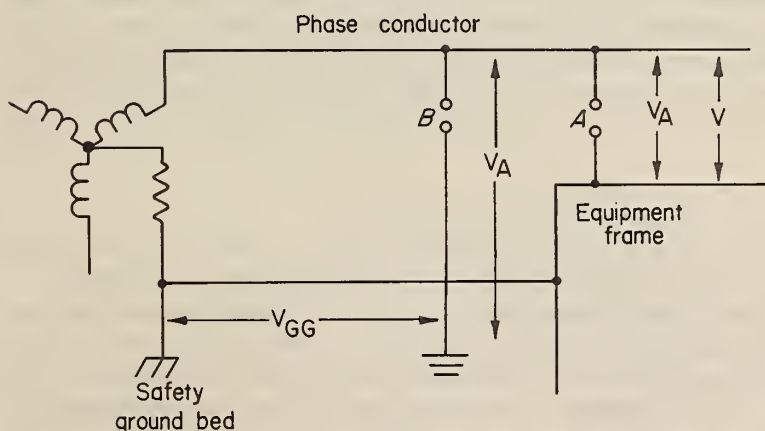 Phase conductor
B
V_A
A
V_A
V
Equipment
frame
V_GG
Safety
ground bed